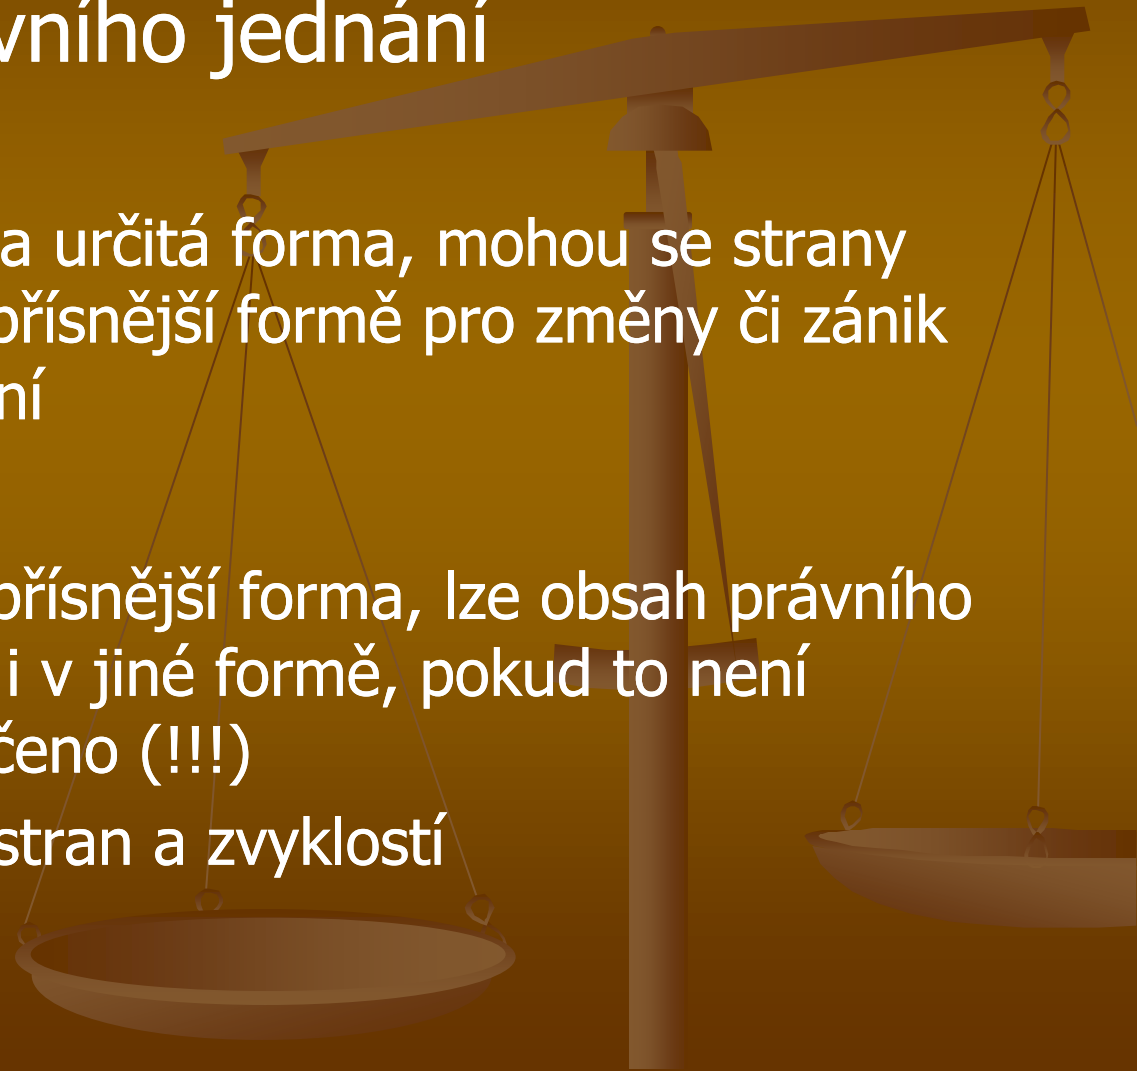 vního jednání
a určitá forma, mohou se strany
přísnější formě pro změny či zánik
ní
přísnější forma, lze obsah právního
i v jiné formě, pokud to není
čeno (!!!)
stran a zvyklostí